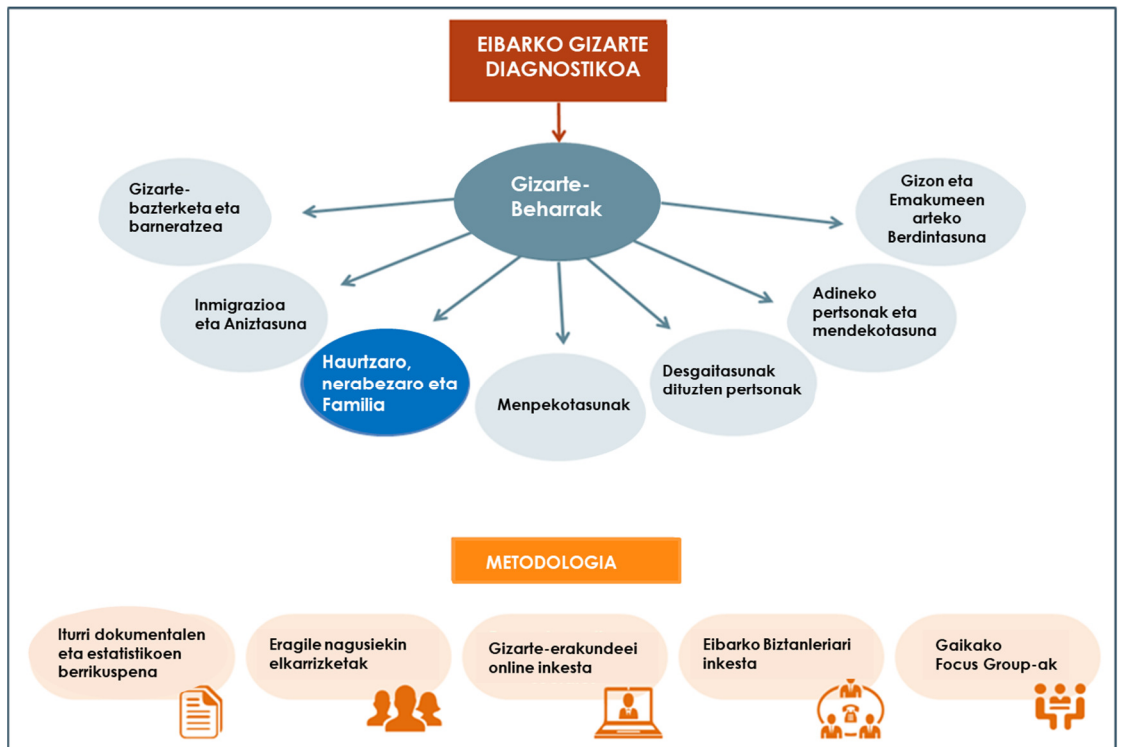 EIBARKO GIZARTE
DIAGNOSTIKOA
Gizarte-
Beharrak
Gizarte-
bazterketa eta
barneratzea
Inmigrazioa
eta Aniztasuna
Haurtzaro,
nerabezaro eta
Familia
Menpekotasunak
Desgaitasunak
dituzten pertsonak
Adineko
pertsonak eta
mendekotasuna
Gizon eta
Emakumeen
arteko
Berdintasuna
METODOLOGIA
Iturri dokumentalen
eta estatistikoen
berrikuspena
Eragile nagusiekin
elkarrizketak
Gizarte-erakundeei
online inkesta
Eibarko Biztanleriari
inkesta
Gaikako
Focus Group-ak